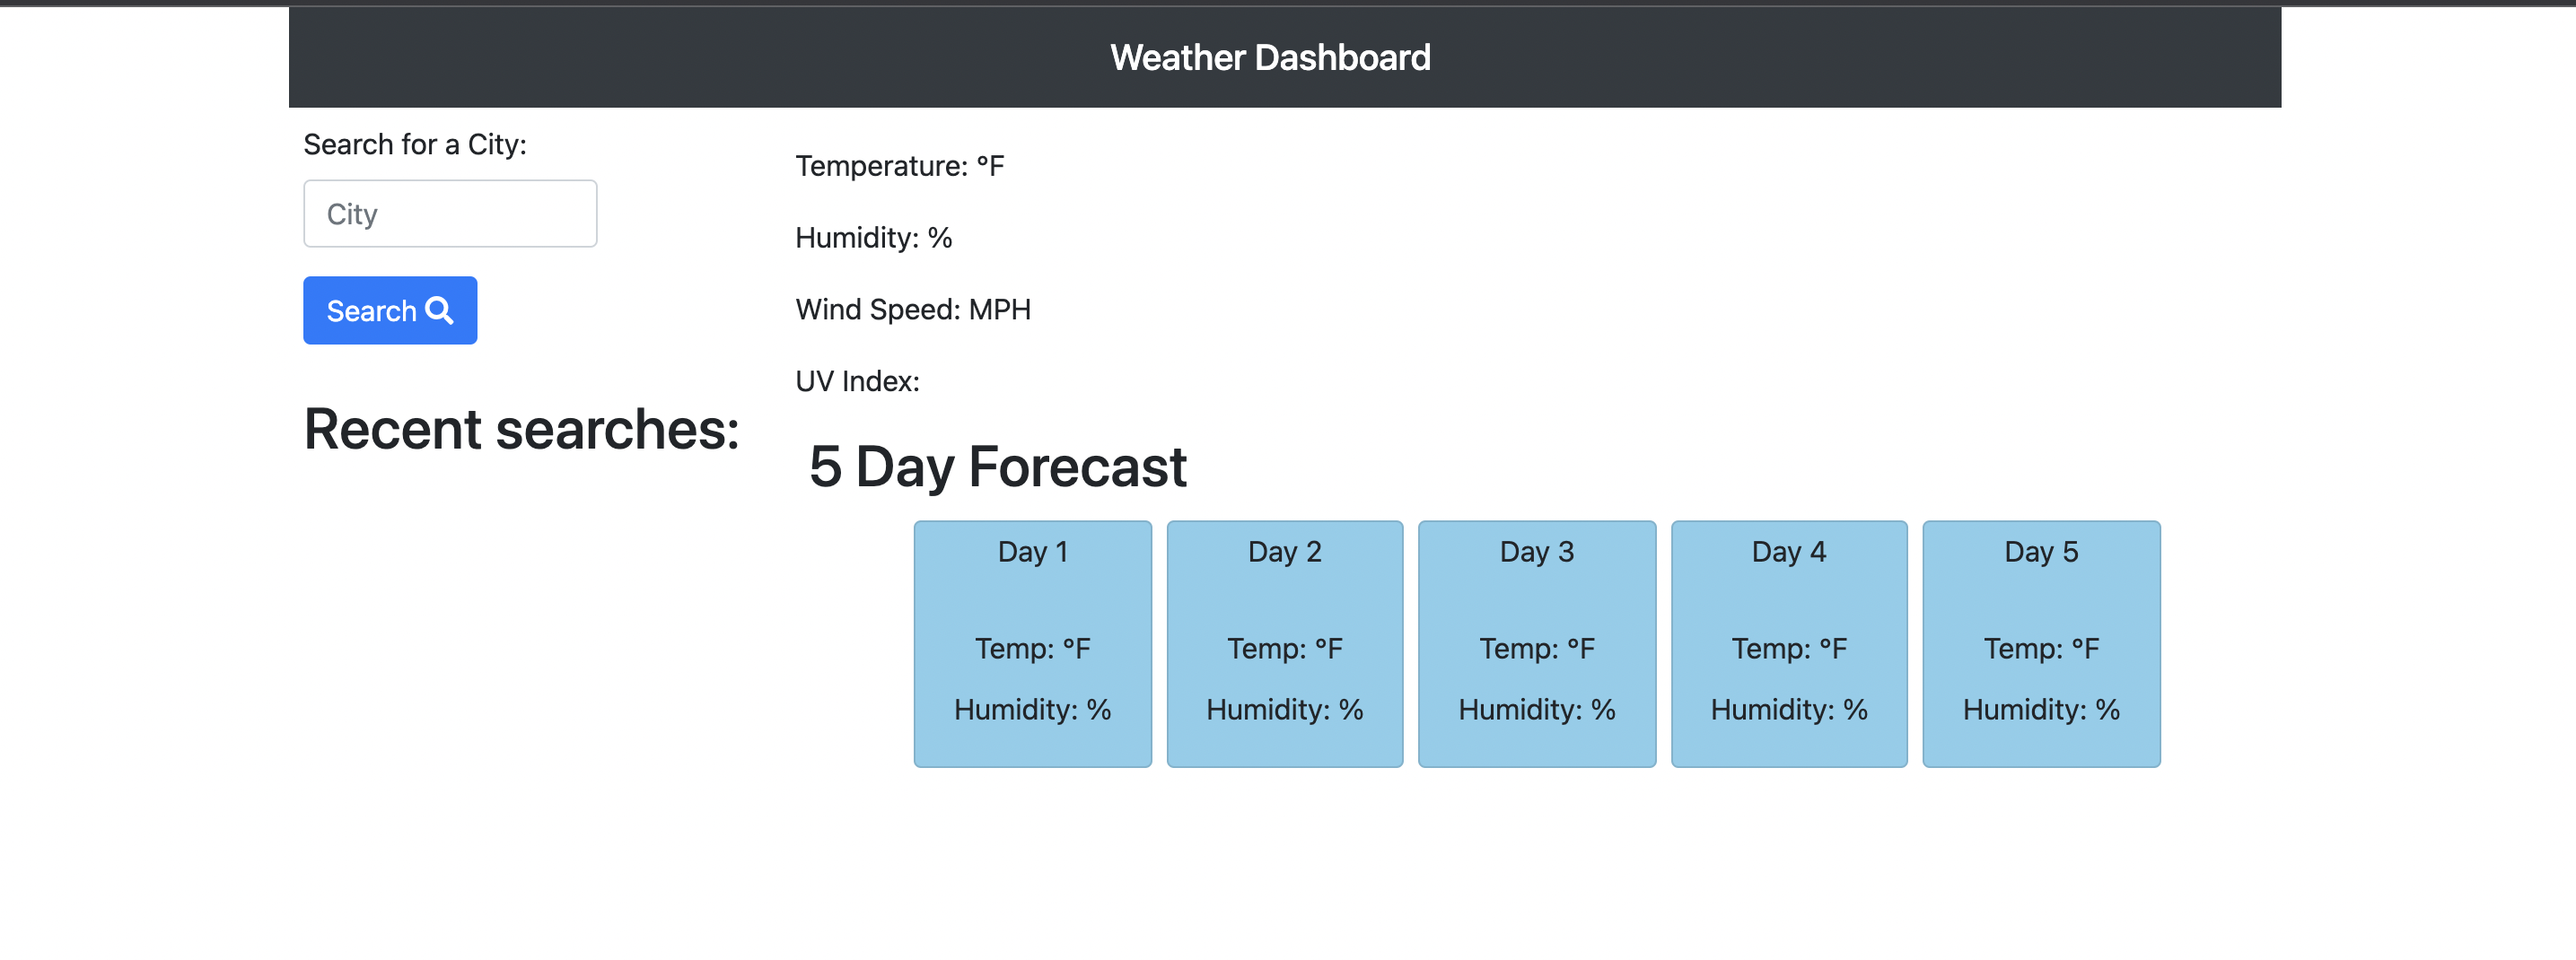 Weather Dashboard
Search for a City:
City
Search
Recent searches:
Temperature: °F
Humidity: %
Wind Speed: MPH
UV Index:
5 Day Forecast
Day 1
Temp: °F
Humidity: %
Day 2
Temp: °F
Humidity: %
Day 3
Temp: °F
Humidity: %
Day 4
Temp: °F
Humidity: %
Day 5
Temp: °F
Humidity: %